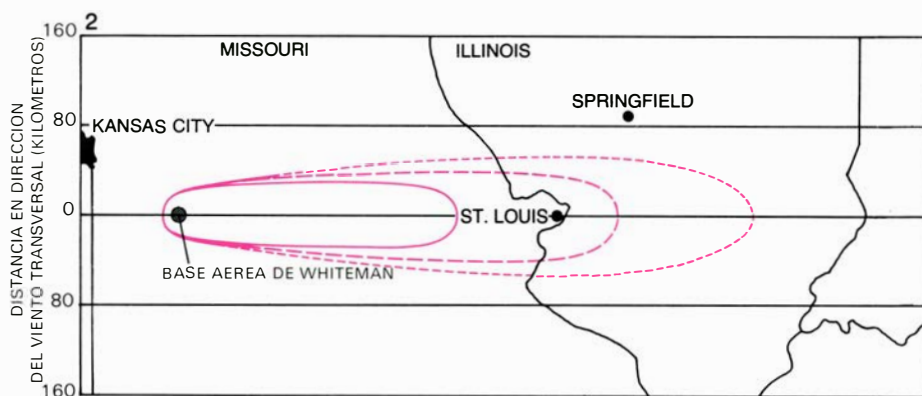 2
160
80
0
80
160
DISTANCIA EN DIRECCION
DEL VIENTO TRANSVERSAL (KILOMETROS)
MISSOURI
ILLINOIS
SPRINGFIELD
KANSAS CITY
ST. LOUIS
BASE AEREA DE WHITEMAN